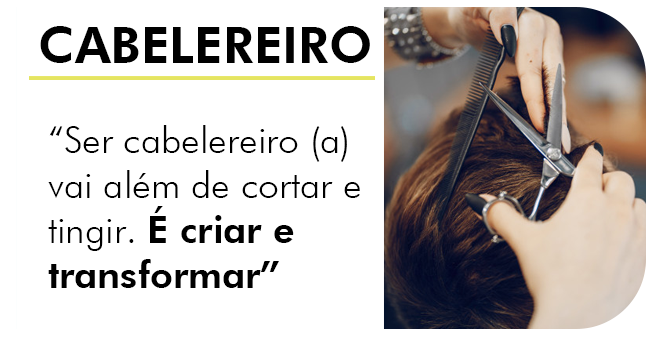 CABELEREIRO
“Ser cabelereiro (a)
vai além de cortar e
tingir. É criar e
transformar”